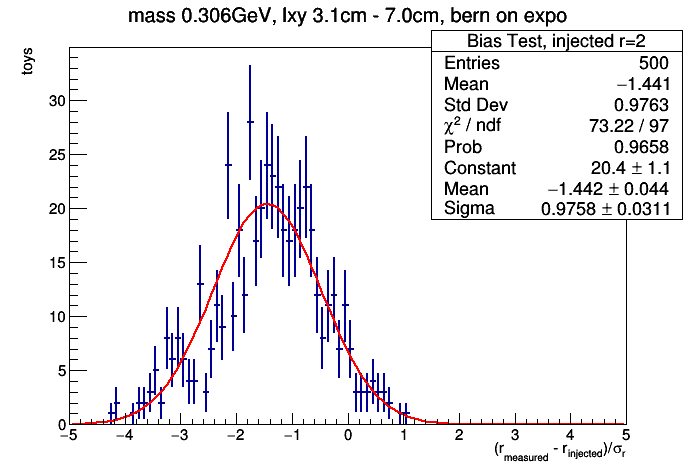 mass 0.306GeV, lxy 3.1cm - 7.0cm, bern on expo
Bias Test, injected r=2
Entries 500
Mean −1.441
Std Dev 0.9763
χ² / ndf 73.22 / 97
Prob 0.9658
Constant 20.4 ± 1.1
Mean −1.442 ± 0.044
Sigma 0.9758 ± 0.0311
toys
30
25
20
15
10
5
0
−5 −4 −3 −2 −1 0 1 2 3 4 5
(r_measured - r_injected)/σ_r